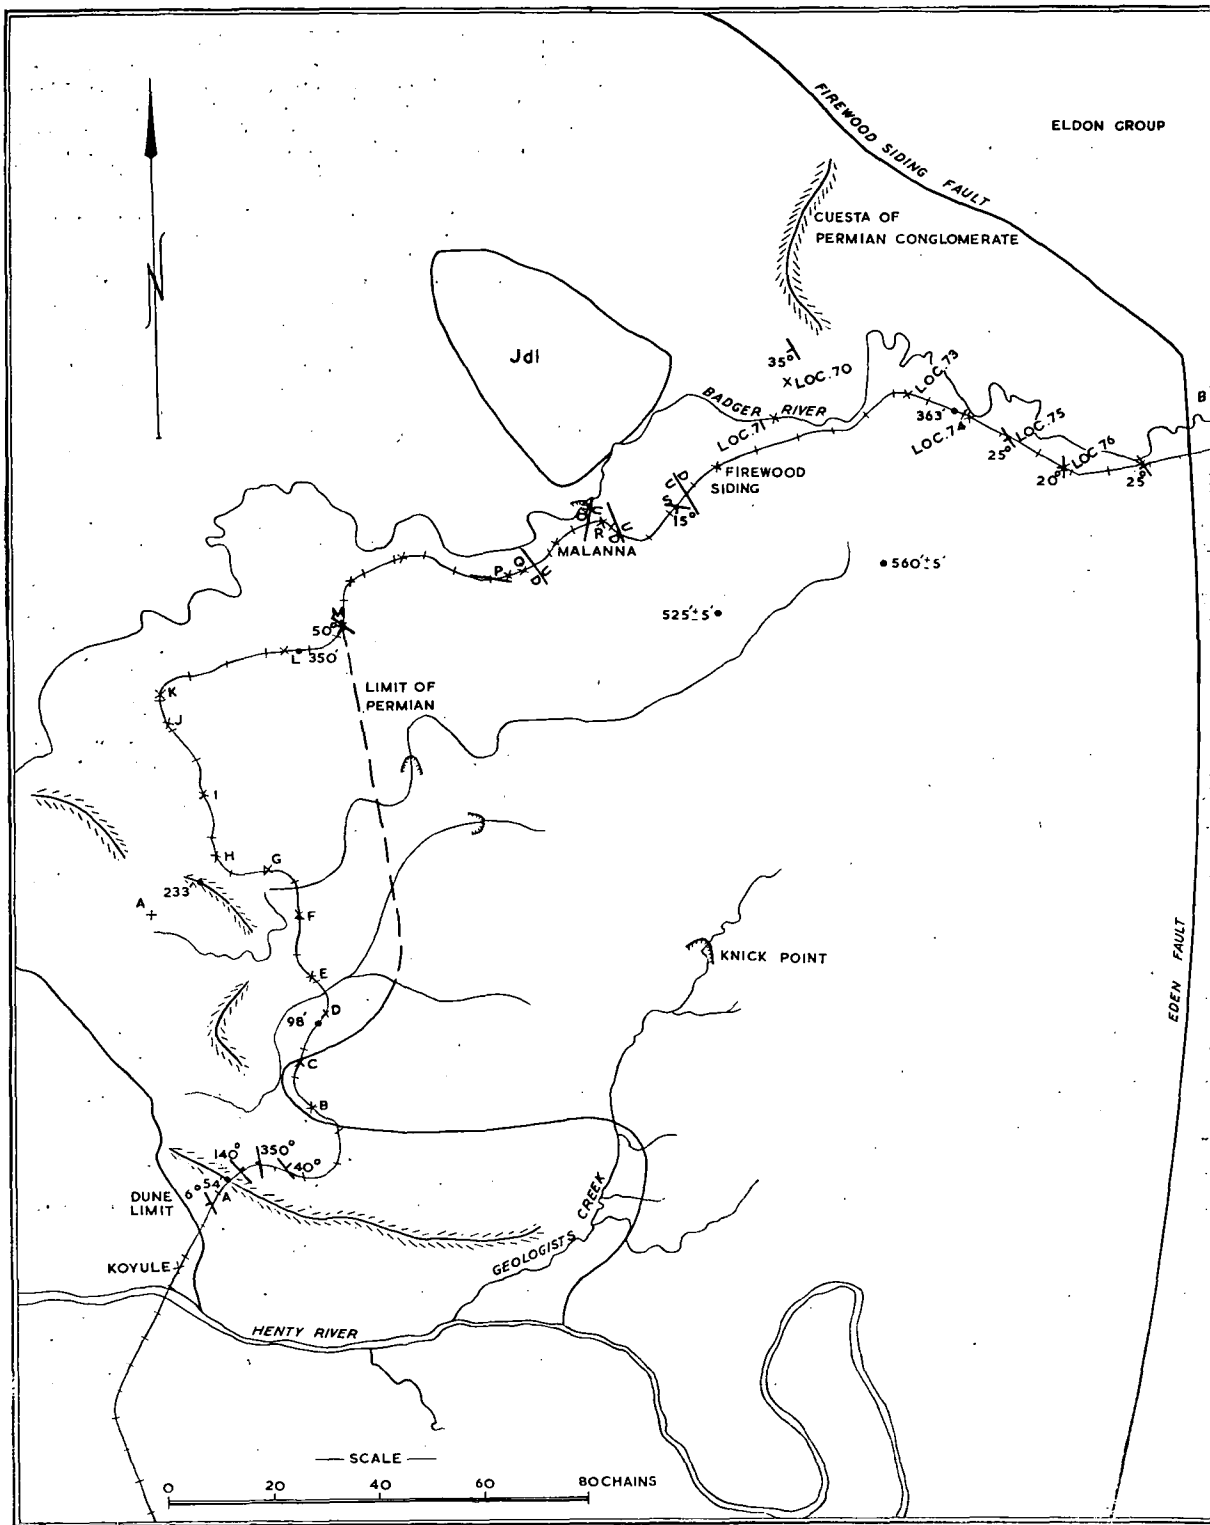 FIREWOOD SIDING FAULT
ELDON GROUP
CUESTA OF
PERMIAN CONGLOMERATE
N
Jdl
35°
LOC. 70
BADGER RIVER
LOC. 71
LOC. 73
363'
LOC. 74
LOC. 75
25°
LOC. 76
20°
25°
B
FIREWOOD
SIDING
U D
S
15°
D U
R
D U
MALANNA
P
Q
D U
560'±5'
525'±5'
M
50°
L 350'
LIMIT OF
PERMIAN
K
J
I
H
G
233'
A
F
E
D
98'
C
B
KNICK POINT
EDEN FAULT
140°
350°
40°
6°
54'
A
DUNE
LIMIT
KOYULE
GEOLOGISTS CREEK
HENTY RIVER
SCALE
0 20 40 60 80 CHAINS